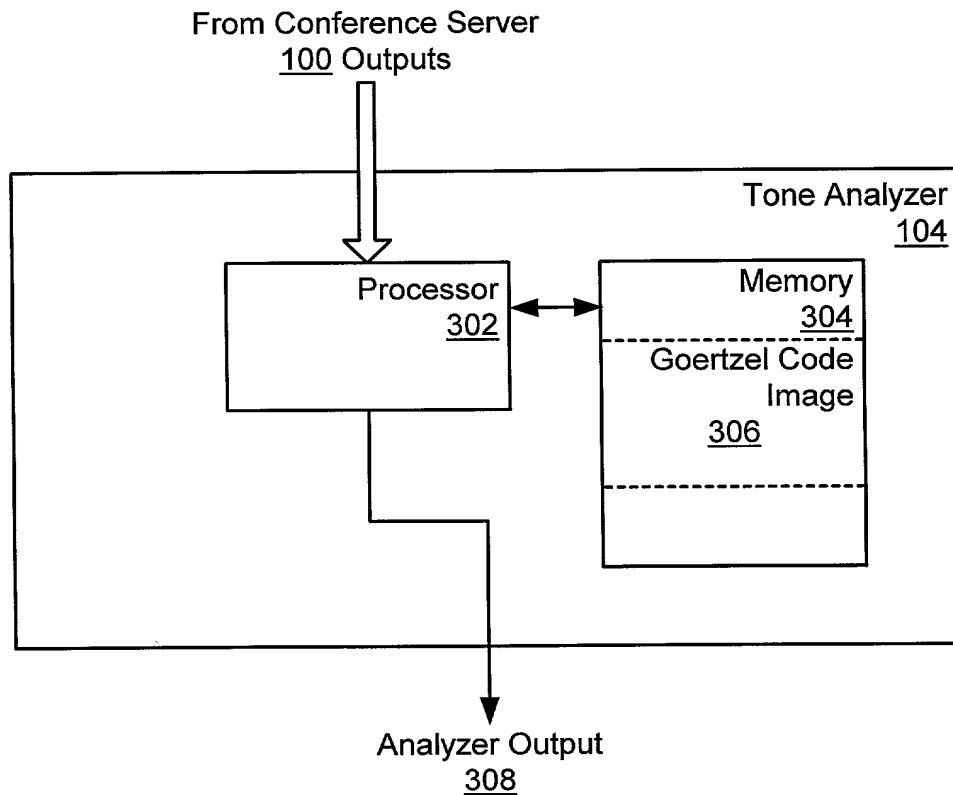 From Conference Server
100 Outputs
Tone Analyzer
104
Processor
302
Memory
304
Goertzel Code
Image
306
Analyzer Output
308